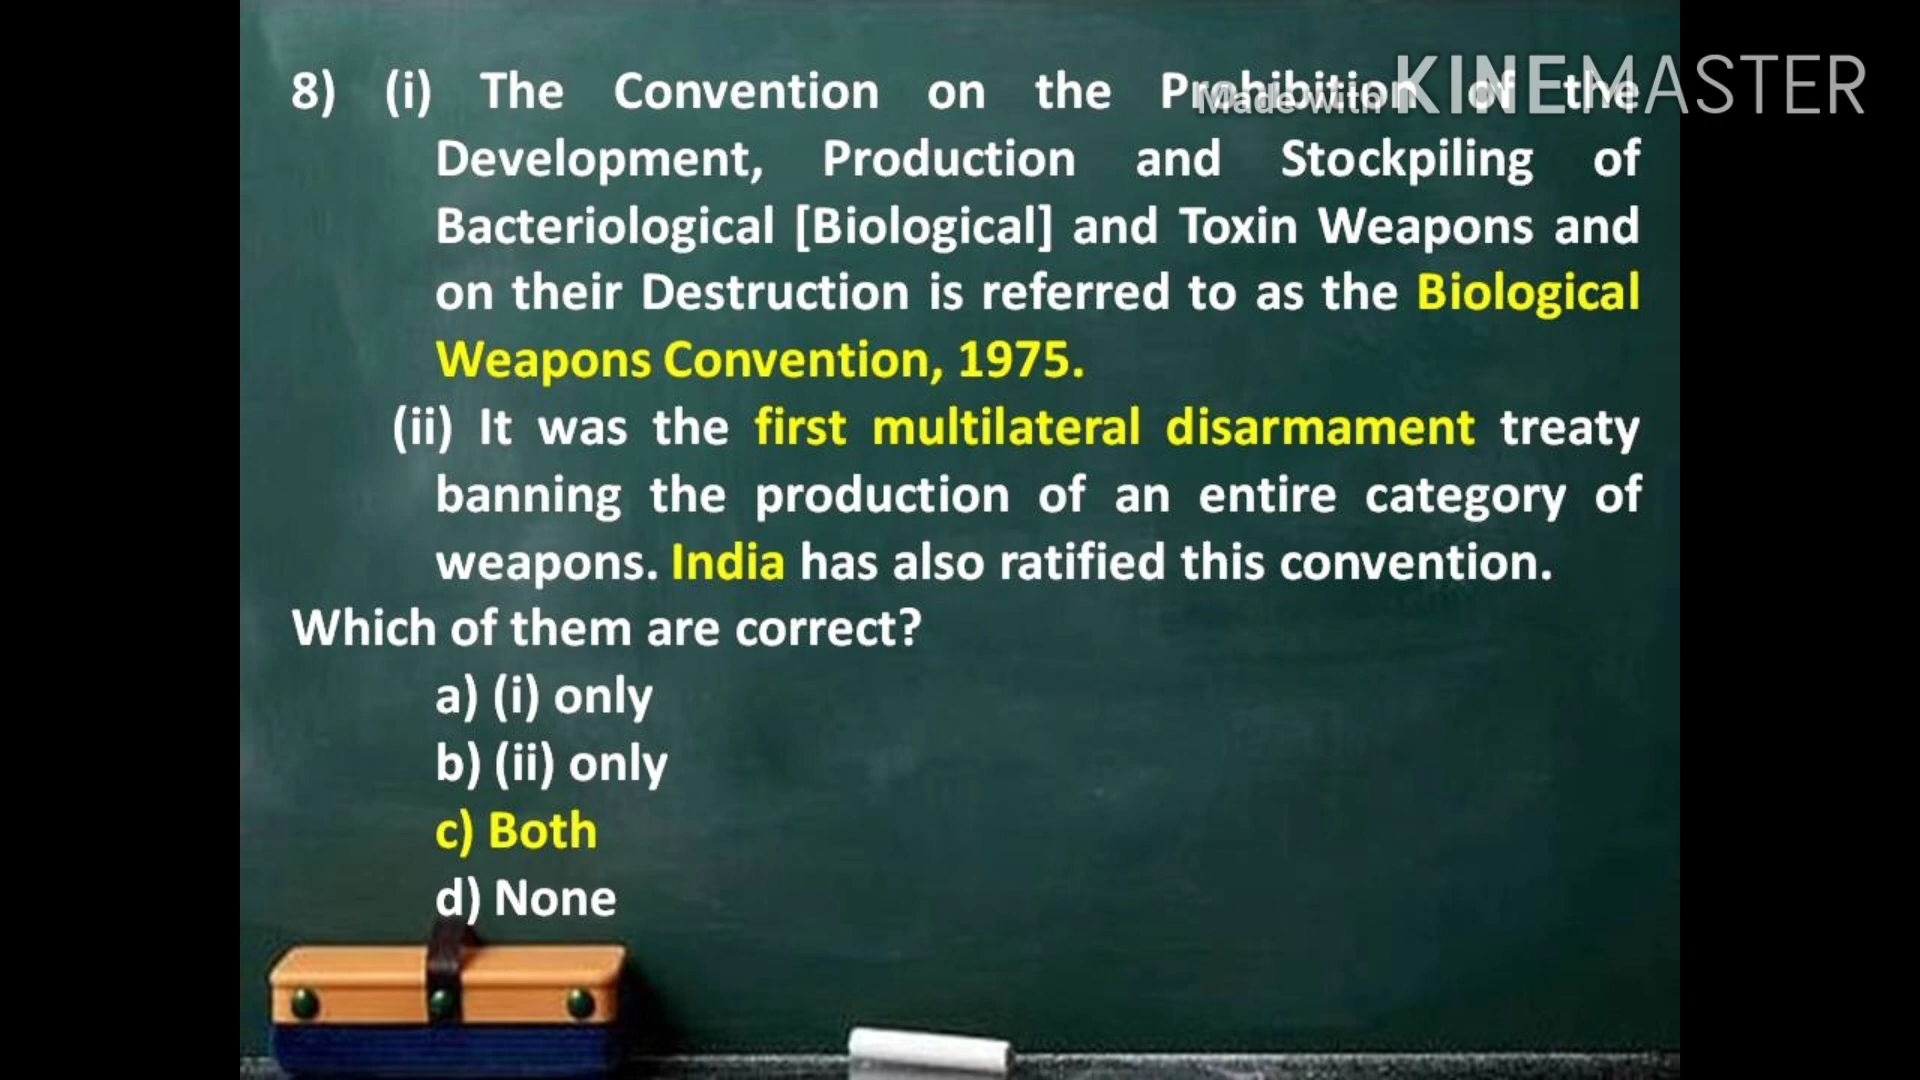 8) (i) The Convention on the Prohibition of the
Made with KINEMASTER
Development, Production and Stockpiling of
Bacteriological [Biological] and Toxin Weapons and
on their Destruction is referred to as the Biological
Weapons Convention, 1975.
(ii) It was the first multilateral disarmament treaty
banning the production of an entire category of
weapons. India has also ratified this convention.
Which of them are correct?
a) (i) only
b) (ii) only
c) Both
d) None